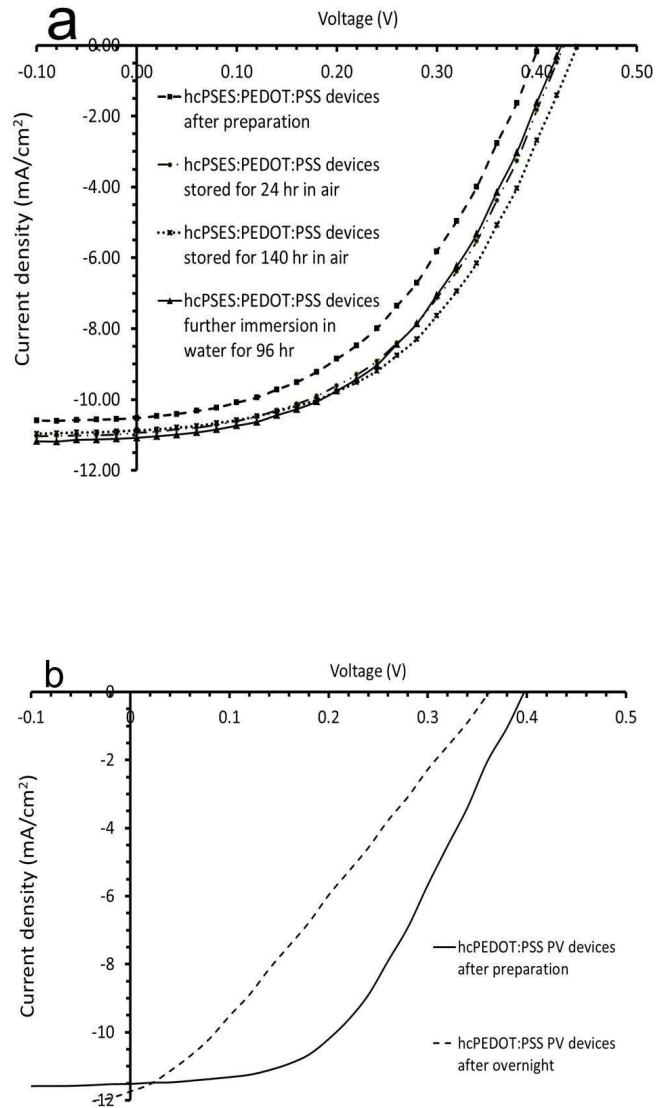 a
Voltage (V)
-0.10 0.00 0.10 0.20 0.30 0.40 0.50
0.00
-2.00
-4.00
-6.00
-8.00
-10.00
-12.00
Current density (mA/cm²)
hcPSES:PEDOT:PSS devices
after preparation
hcPSES:PEDOT:PSS devices
stored for 24 hr in air
hcPSES:PEDOT:PSS devices
stored for 140 hr in air
hcPSES:PEDOT:PSS devices
further immersion in
water for 96 hr
b
Voltage (V)
-0.1 0 0.1 0.2 0.3 0.4 0.5
0
-2
-4
-6
-8
-10
-12
Current density (mA/cm²)
hcPEDOT:PSS PV devices
after preparation
hcPEDOT:PSS PV devices
after overnight